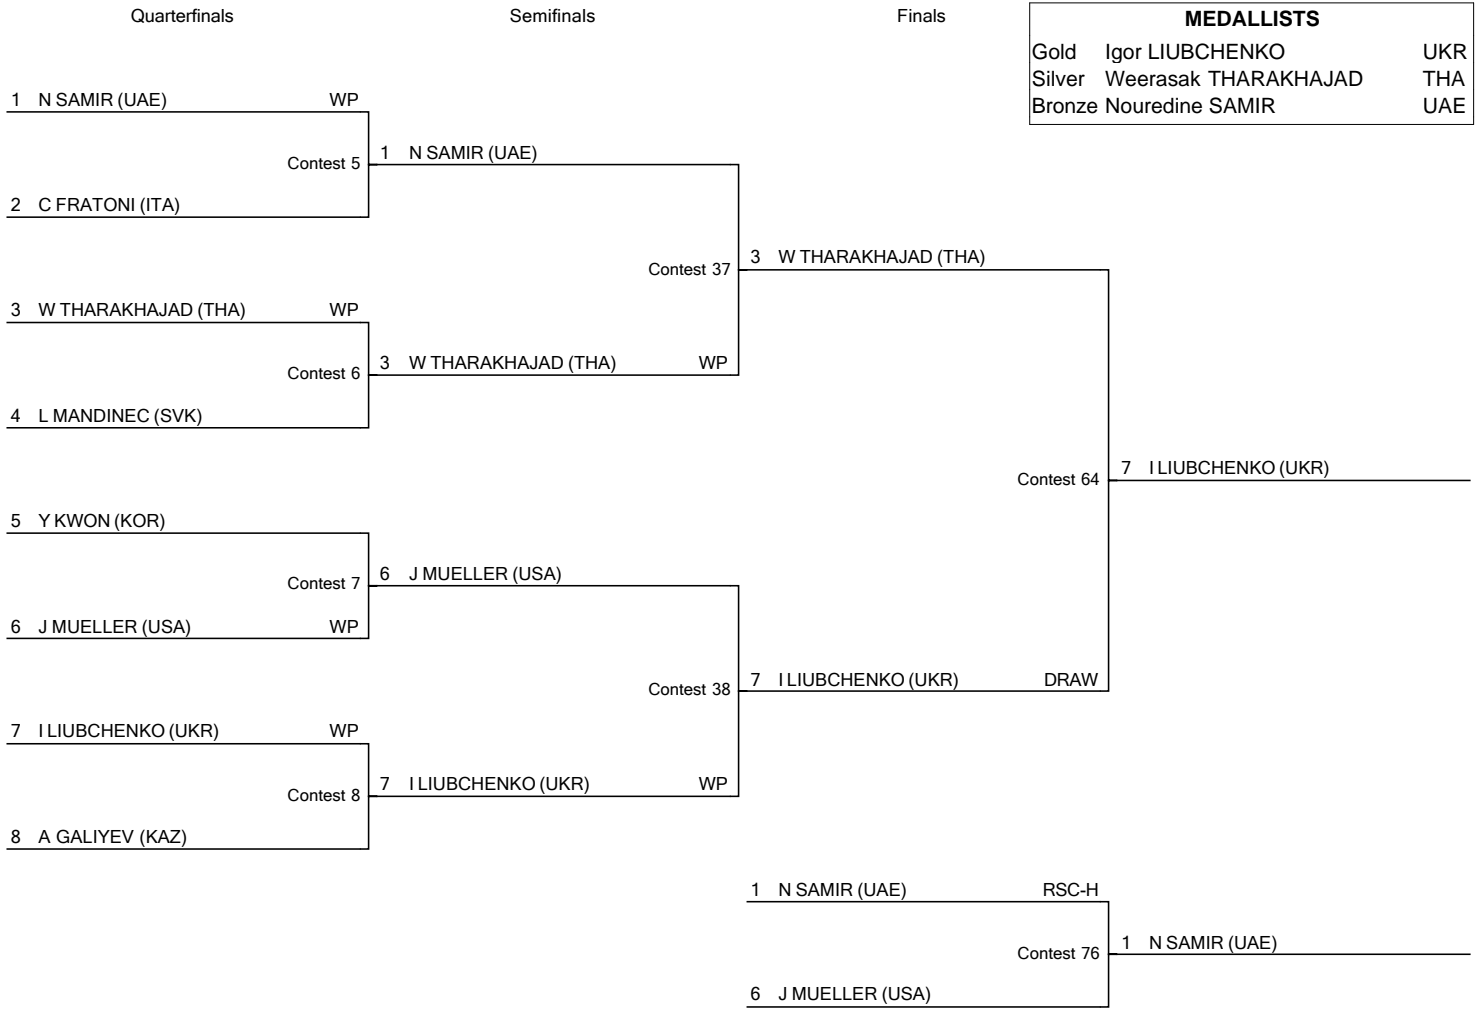 Quarterfinals Semifinals Finals
MEDALLISTS
Gold Igor LIUBCHENKO UKR
Silver Weerasak THARAKHAJAD THA
Bronze Nouredine SAMIR UAE
1 N SAMIR (UAE) WP
Contest 5
1 N SAMIR (UAE)
2 C FRATONI (ITA)
Contest 37
3 W THARAKHAJAD (THA)
3 W THARAKHAJAD (THA) WP
Contest 6
3 W THARAKHAJAD (THA) WP
4 L MANDINEC (SVK)
Contest 64
7 I LIUBCHENKO (UKR)
5 Y KWON (KOR)
Contest 7
6 J MUELLER (USA)
6 J MUELLER (USA) WP
Contest 38
7 I LIUBCHENKO (UKR) DRAW
7 I LIUBCHENKO (UKR) WP
Contest 8
7 I LIUBCHENKO (UKR) WP
8 A GALIYEV (KAZ)
1 N SAMIR (UAE) RSC-H
Contest 76
1 N SAMIR (UAE)
6 J MUELLER (USA)